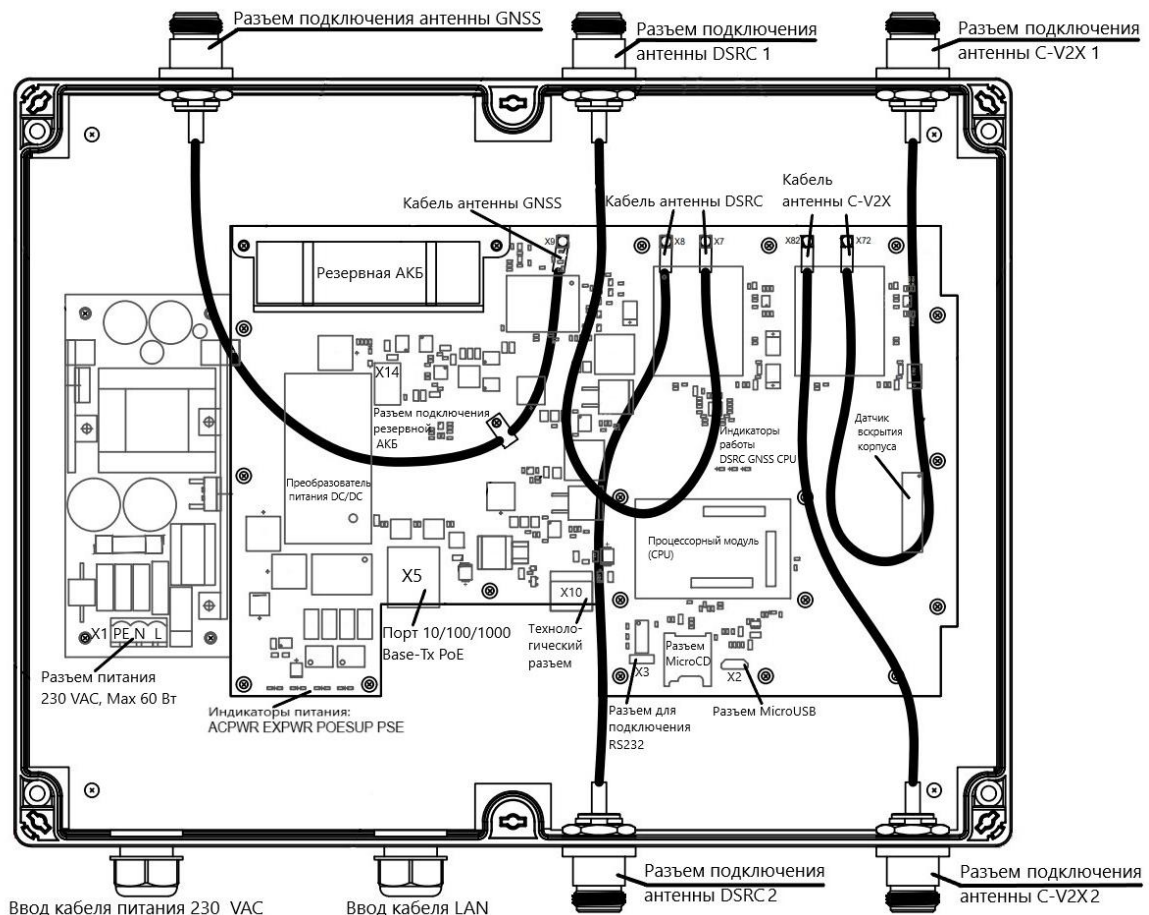 Разъем подключения антенны GNSS
Разъем подключения
антенны DSRC 1
Разъем подключения
антенны C-V2X 1
Кабель антенны GNSS
Кабель антенны DSRC
Кабель
антенны C-V2X
X9
X8
X7
X82
X72
Резервная АКБ
X14
Разъем подключения
резервной
АКБ
Преобразователь
питания DC/DC
Индикаторы
работы
DSRC GNSS CPU
Датчик
вскрытия
корпуса
Процессорный модуль
(CPU)
X5
X10
Порт 10/100/1000
Base-Tx PoE
Техноло-
гический
разъем
Разъем
MicroCD
X3
X2
X1 PE N L
Разъем питания
230 VAC, Max 60 Вт
Индикаторы питания:
ACPWR EXPWR POESUP PSE
Разъем для
подключения
RS232
Разъем MicroUSB
Ввод кабеля питания 230 VAC
Ввод кабеля LAN
Разъем подключения
антенны DSRC 2
Разъем подключения
антенны C-V2X 2